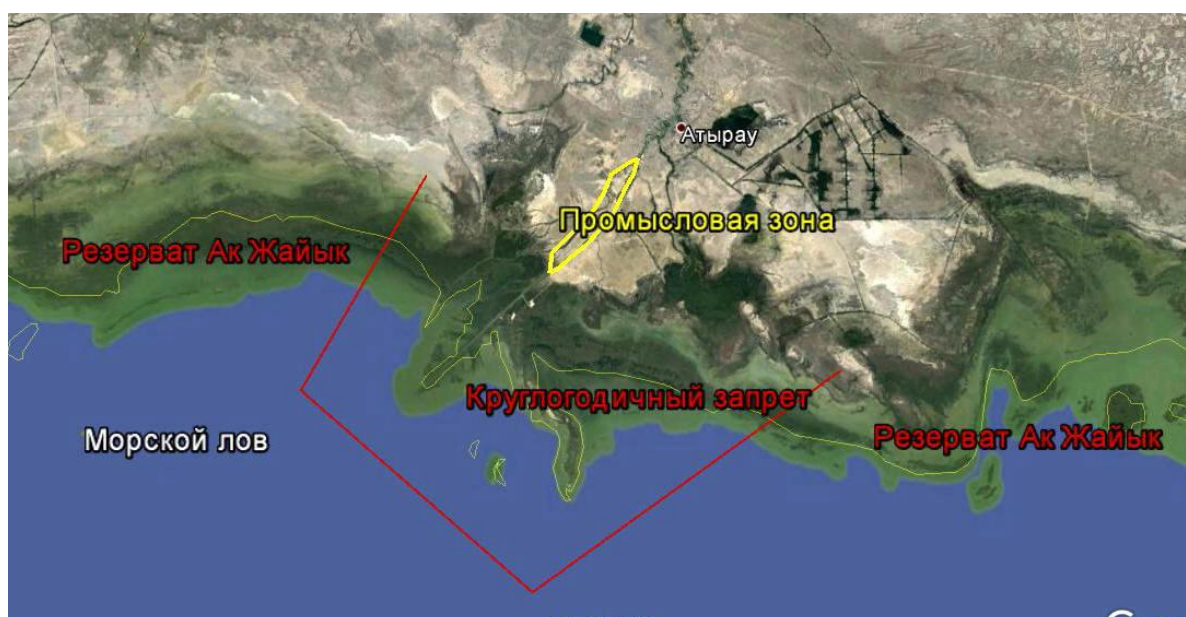 Атырау
Промысловая зона
Резерват Ак Жайык
Круглогодичный запрет
Морской лов
Резерват Ак Жайык